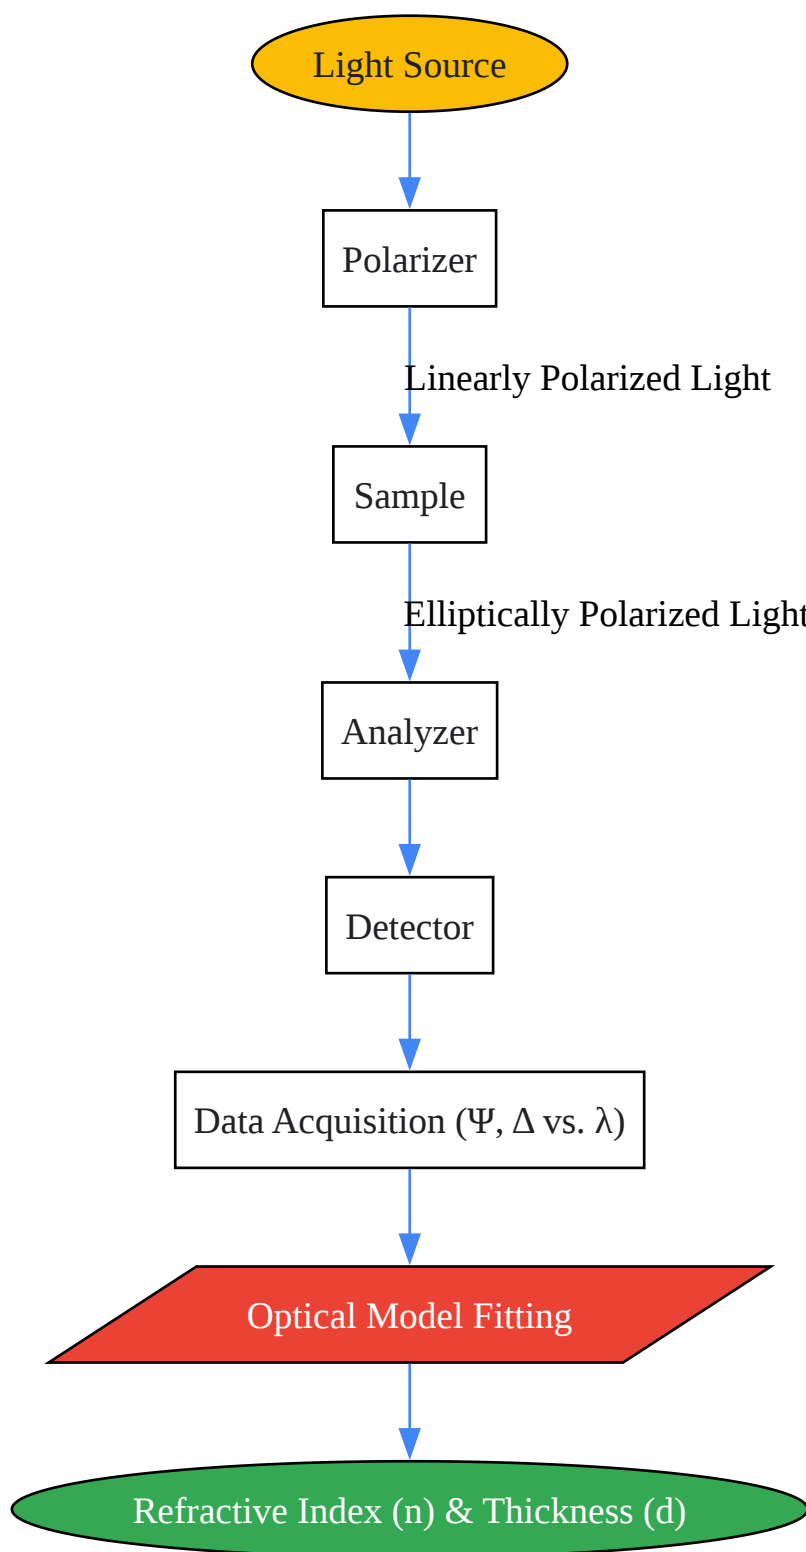 Light Source
Polarizer
Linearly Polarized Light
Sample
Elliptically Polarized Light
Analyzer
Detector
Data Acquisition (Ψ, Δ vs. λ)
Optical Model Fitting
Refractive Index (n) & Thickness (d)